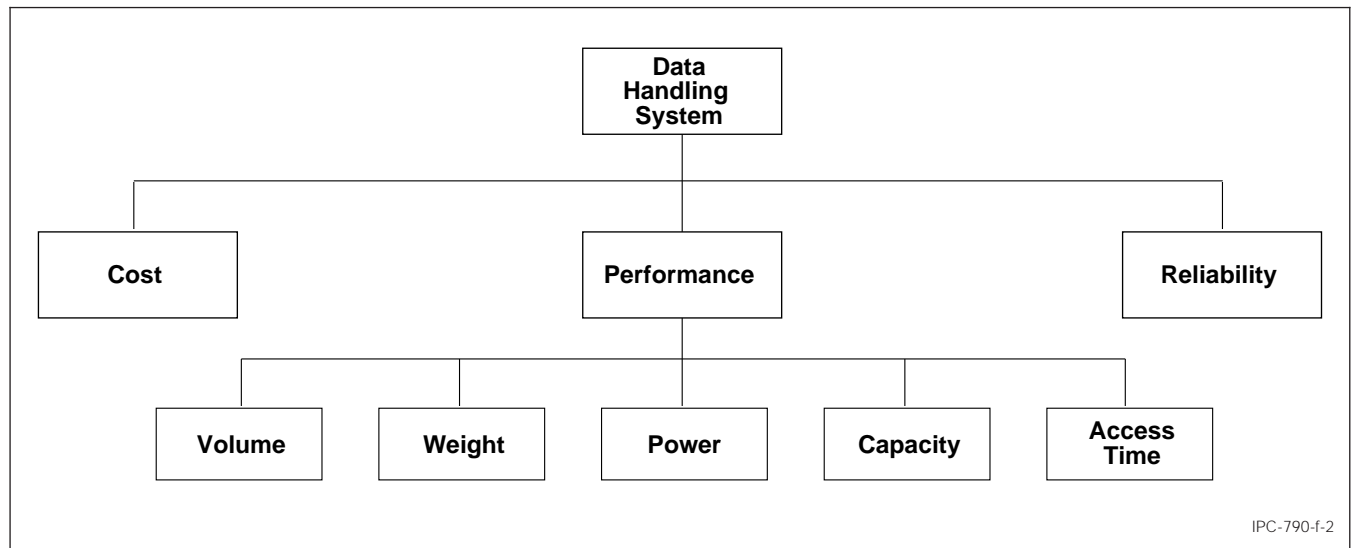 Data
Handling
System
Cost
Performance
Reliability
Volume
Weight
Power
Capacity
Access
Time
IPC-790-f-2